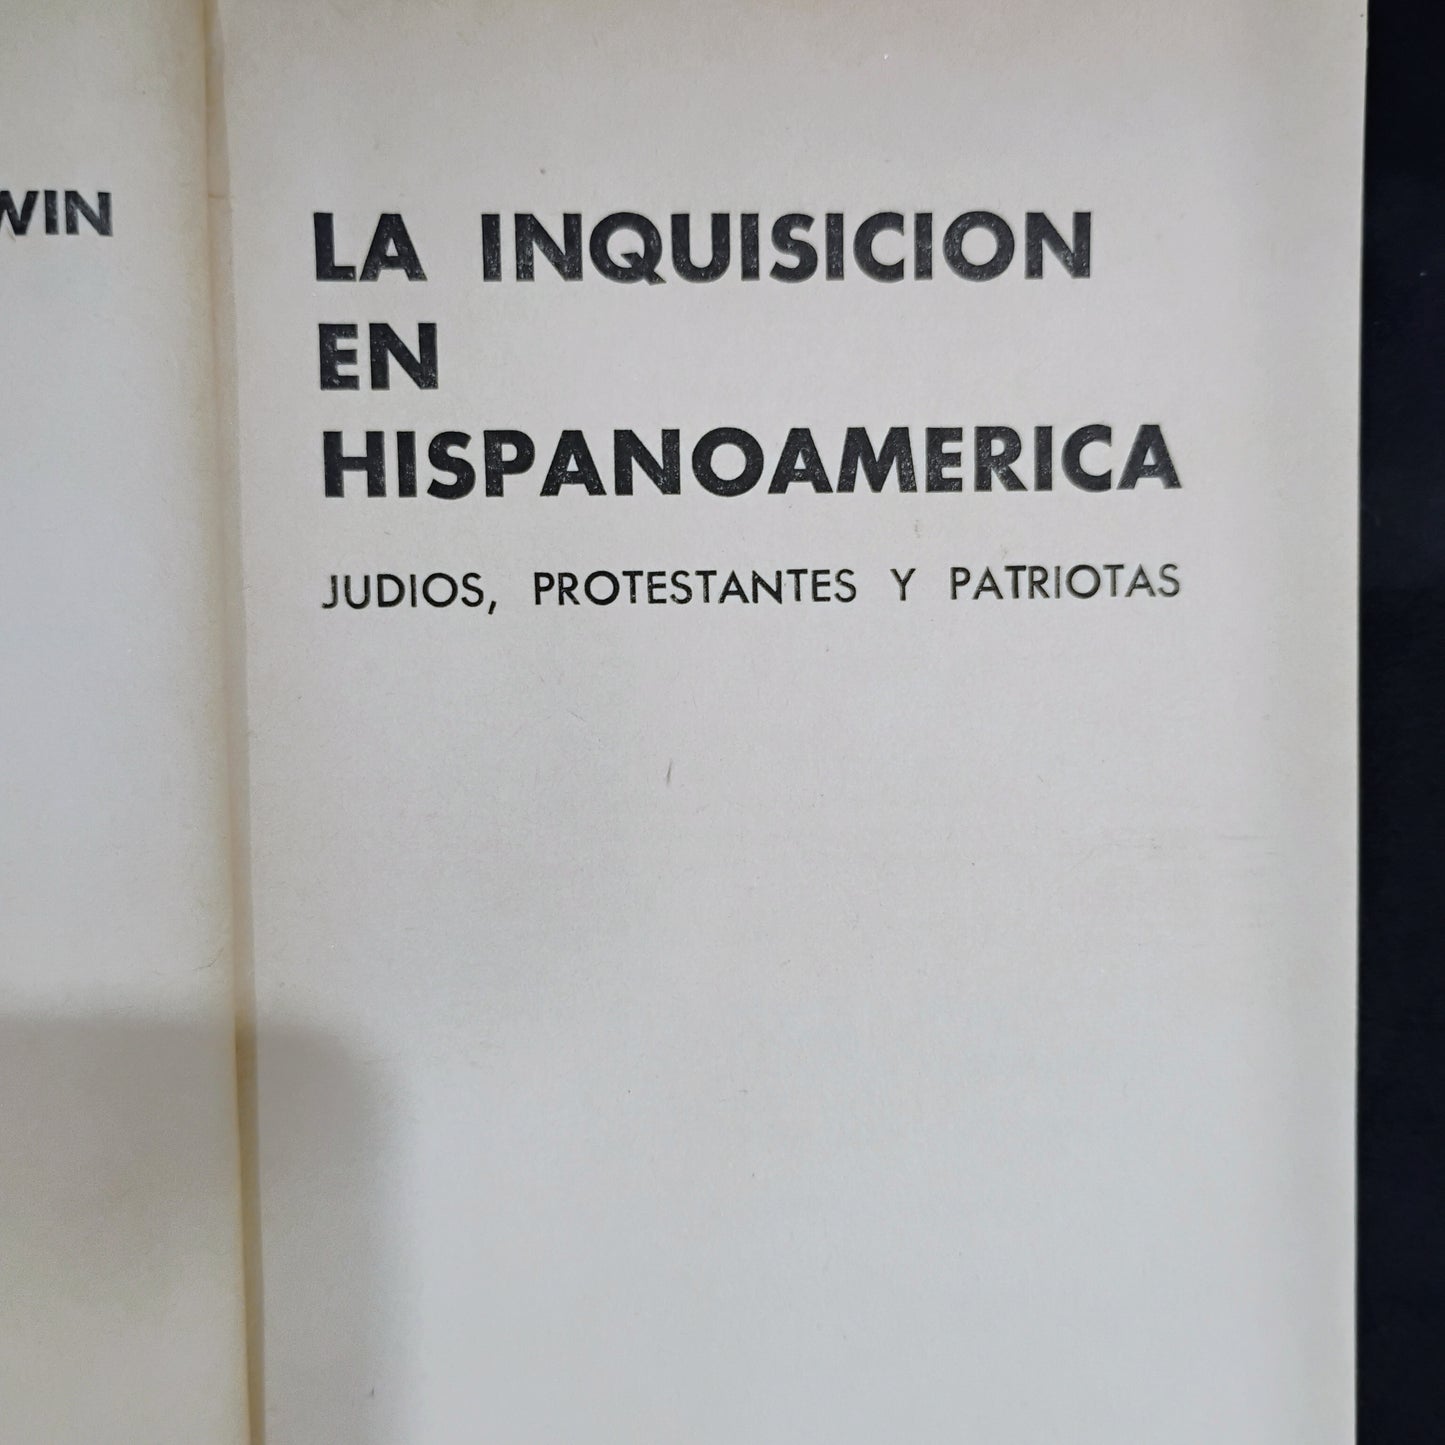 WIN
LA INQUISICION
EN
HISPANOAMERICA
JUDIOS, PROTESTANTES Y PATRIOTAS